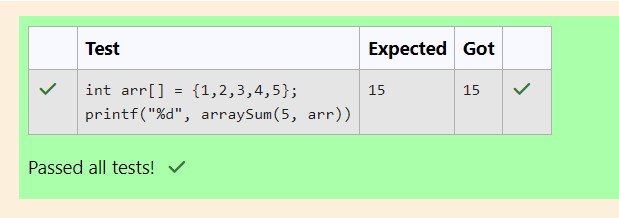 Test Expected Got
int arr[] = {1,2,3,4,5}; 15 15
printf("%d", arraySum(5, arr))
Passed all tests!